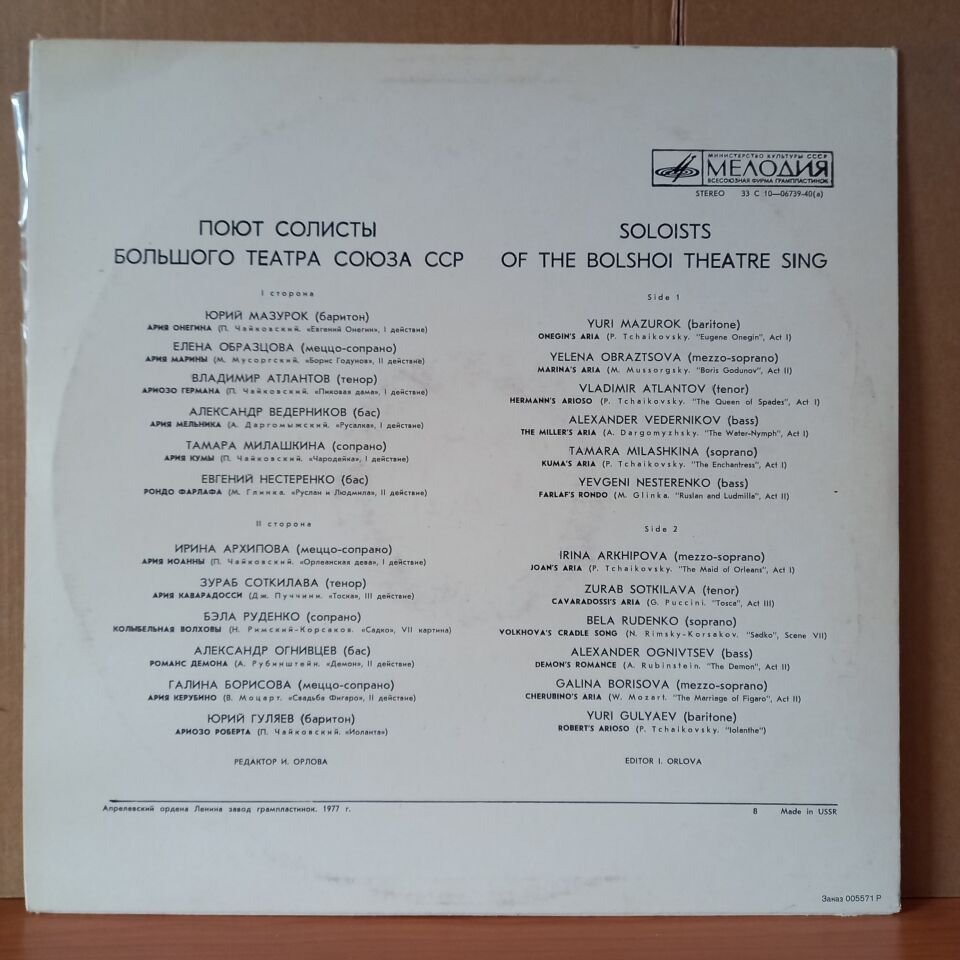 МИНИСТЕРСТВО КУЛЬТУРЫ СССР
МЕЛОДИЯ
ВСЕСОЮЗНАЯ ФИРМА ГРАМПЛАСТИНОК
STEREO 33 С 10—06739-40(а)
ПОЮТ СОЛИСТЫ
БОЛЬШОГО ТЕАТРА СОЮЗА ССР
I сторона
ЮРИЙ МАЗУРОК (баритон)
АРИЯ ОНЕГИНА (П. Чайковский. «Евгений Онегин», I действие)
ЕЛЕНА ОБРАЗЦОВА (меццо-сопрано)
АРИЯ МАРИНЫ (М. Мусоргский. «Борис Годунов», II действие)
ВЛАДИМИР АТЛАНТОВ (тенор)
АРИОЗО ГЕРМАНА (П. Чайковский. «Пиковая дама», I действие)
АЛЕКСАНДР ВЕДЕРНИКОВ (бас)
АРИЯ МЕЛЬНИКА (А. Даргомыжский. «Русалка», I действие)
ТАМАРА МИЛАШКИНА (сопрано)
АРИЯ КУМЫ (П. Чайковский. «Чародейка», I действие)
ЕВГЕНИЙ НЕСТЕРЕНКО (бас)
РОНДО ФАРЛАФА (М. Глинка. «Руслан и Людмила», II действие)
II сторона
ИРИНА АРХИПОВА (меццо-сопрано)
АРИЯ ИОАННЫ (П. Чайковский. «Орлеанская дева», I действие)
ЗУРАБ СОТКИЛАВА (тенор)
АРИЯ КАВАРАДОССИ (Дж. Пуччини. «Тоска», III действие)
БЭЛА РУДЕНКО (сопрано)
КОЛЫБЕЛЬНАЯ ВОЛХОВЫ (Н. Римский-Корсаков. «Садко», VII картина)
АЛЕКСАНДР ОГНИВЦЕВ (бас)
РОМАНС ДЕМОНА (А. Рубинштейн. «Демон», II действие)
ГАЛИНА БОРИСОВА (меццо-сопрано)
АРИЯ КЕРУБИНО (В. Моцарт. «Свадьба Фигаро», II действие)
ЮРИЙ ГУЛЯЕВ (баритон)
АРИОЗО РОБЕРТА (П. Чайковский. «Иоланта»)
РЕДАКТОР И. ОРЛОВА
SOLOISTS
OF THE BOLSHOI THEATRE SING
Side 1
YURI MAZUROK (baritone)
ONEGIN'S ARIA (P. Tchaikovsky. "Eugene Onegin", Act I)
YELENA OBRAZTSOVA (mezzo-soprano)
MARINA'S ARIA (M. Mussorgsky. "Boris Godunov", Act II)
VLADIMIR ATLANTOV (tenor)
HERMANN'S ARIOSO (P. Tchaikovsky. "The Queen of Spades", Act I)
ALEXANDER VEDERNIKOV (bass)
THE MILLER'S ARIA (A. Dargomyzhsky. "The Water-Nymph", Act I)
TAMARA MILASHKINA (soprano)
KUMA'S ARIA (P. Tchaikovsky. "The Enchantress", Act I)
YEVGENI NESTERENKO (bass)
FARLAF'S RONDO (M. Glinka. "Ruslan and Ludmilla", Act II)
Side 2
IRINA ARKHIPOVA (mezzo-soprano)
JOAN'S ARIA (P. Tchaikovsky. "The Maid of Orleans", Act I)
ZURAB SOTKILAVA (tenor)
CAVARADOSSI'S ARIA (G. Puccini. "Tosca", Act III)
BELA RUDENKO (soprano)
VOLKHOVA'S CRADLE SONG (N. Rimsky-Korsakov. "Sadko", Scene VII)
ALEXANDER OGNIVTSEV (bass)
DEMON'S ROMANCE (A. Rubinstein. "The Demon", Act II)
GALINA BORISOVA (mezzo-soprano)
CHERUBINO'S ARIA (W. Mozart. "The Marriage of Figaro", Act II)
YURI GULYAEV (baritone)
ROBERT'S ARIOSO (P. Tchaikovsky. "Iolanthe")
EDITOR I. ORLOVA
Апрелевский ордена Ленина завод грампластинок. 1977 г.
8 Made in USSR
Заказ 005571 Р